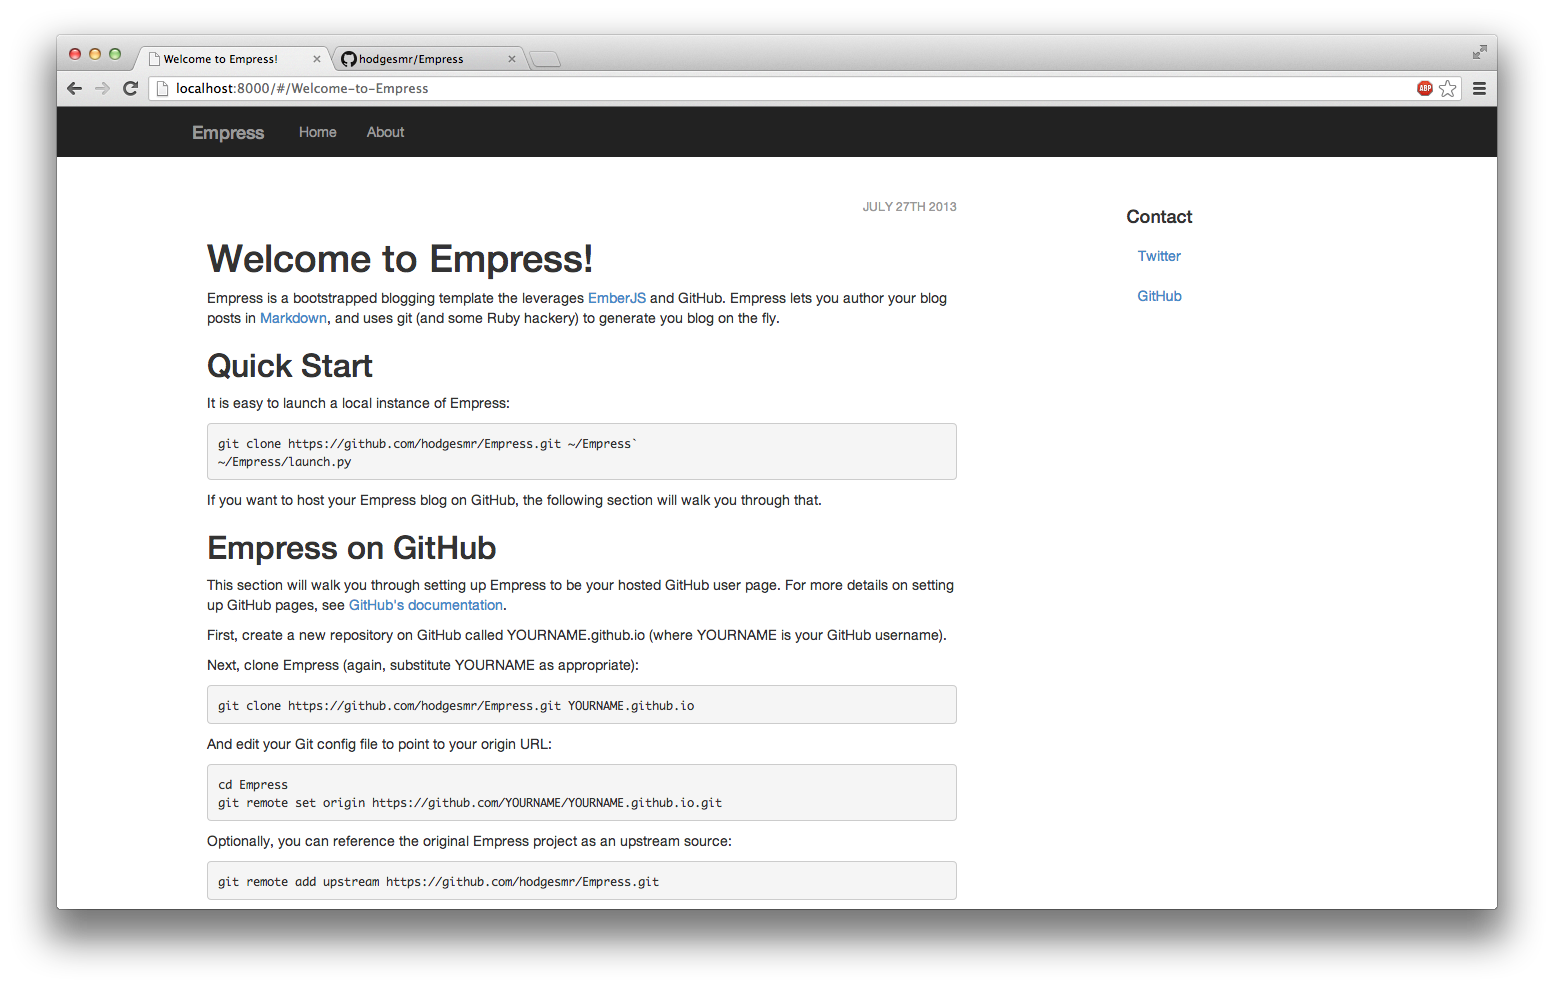 Welcome to Empress!
hodgesmr/Empress
localhost:8000/#/Welcome-to-Empress
ABP
Empress Home About
JULY 27TH 2013
Welcome to Empress!
Empress is a bootstrapped blogging template the leverages EmberJS and GitHub. Empress lets you author your blog
posts in Markdown, and uses git (and some Ruby hackery) to generate you blog on the fly.
Quick Start
It is easy to launch a local instance of Empress:
git clone https://github.com/hodgesmr/Empress.git ~/Empress`
~/Empress/launch.py
If you want to host your Empress blog on GitHub, the following section will walk you through that.
Empress on GitHub
This section will walk you through setting up Empress to be your hosted GitHub user page. For more details on setting
up GitHub pages, see GitHub's documentation.
First, create a new repository on GitHub called YOURNAME.github.io (where YOURNAME is your GitHub username).
Next, clone Empress (again, substitute YOURNAME as appropriate):
git clone https://github.com/hodgesmr/Empress.git YOURNAME.github.io
And edit your Git config file to point to your origin URL:
cd Empress
git remote set origin https://github.com/YOURNAME/YOURNAME.github.io.git
Optionally, you can reference the original Empress project as an upstream source:
git remote add upstream https://github.com/hodgesmr/Empress.git
Contact
Twitter
GitHub